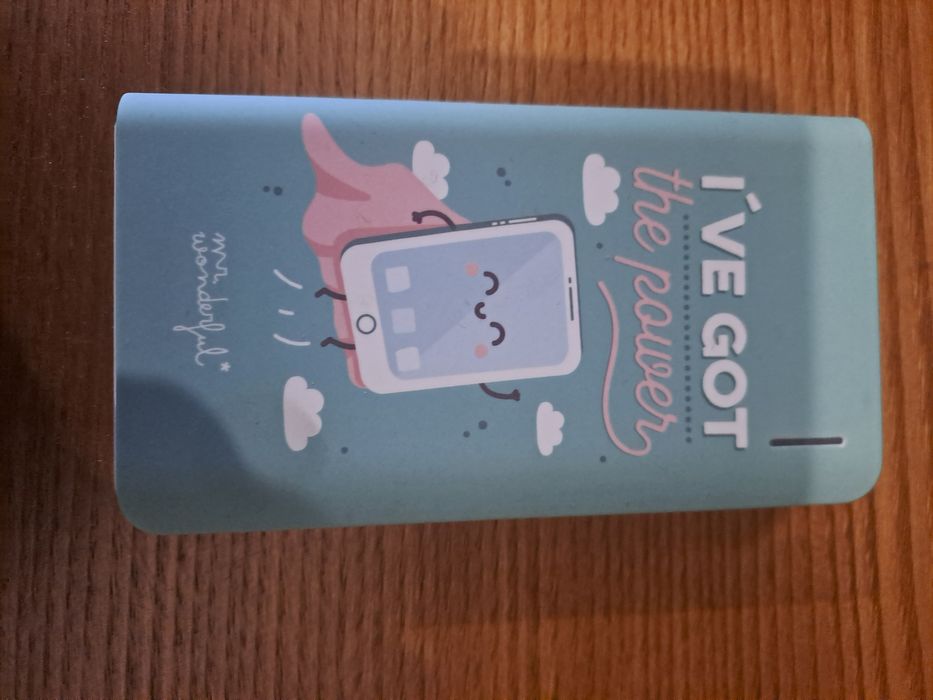 I´VE GOT
the power
mr.
wonderful*